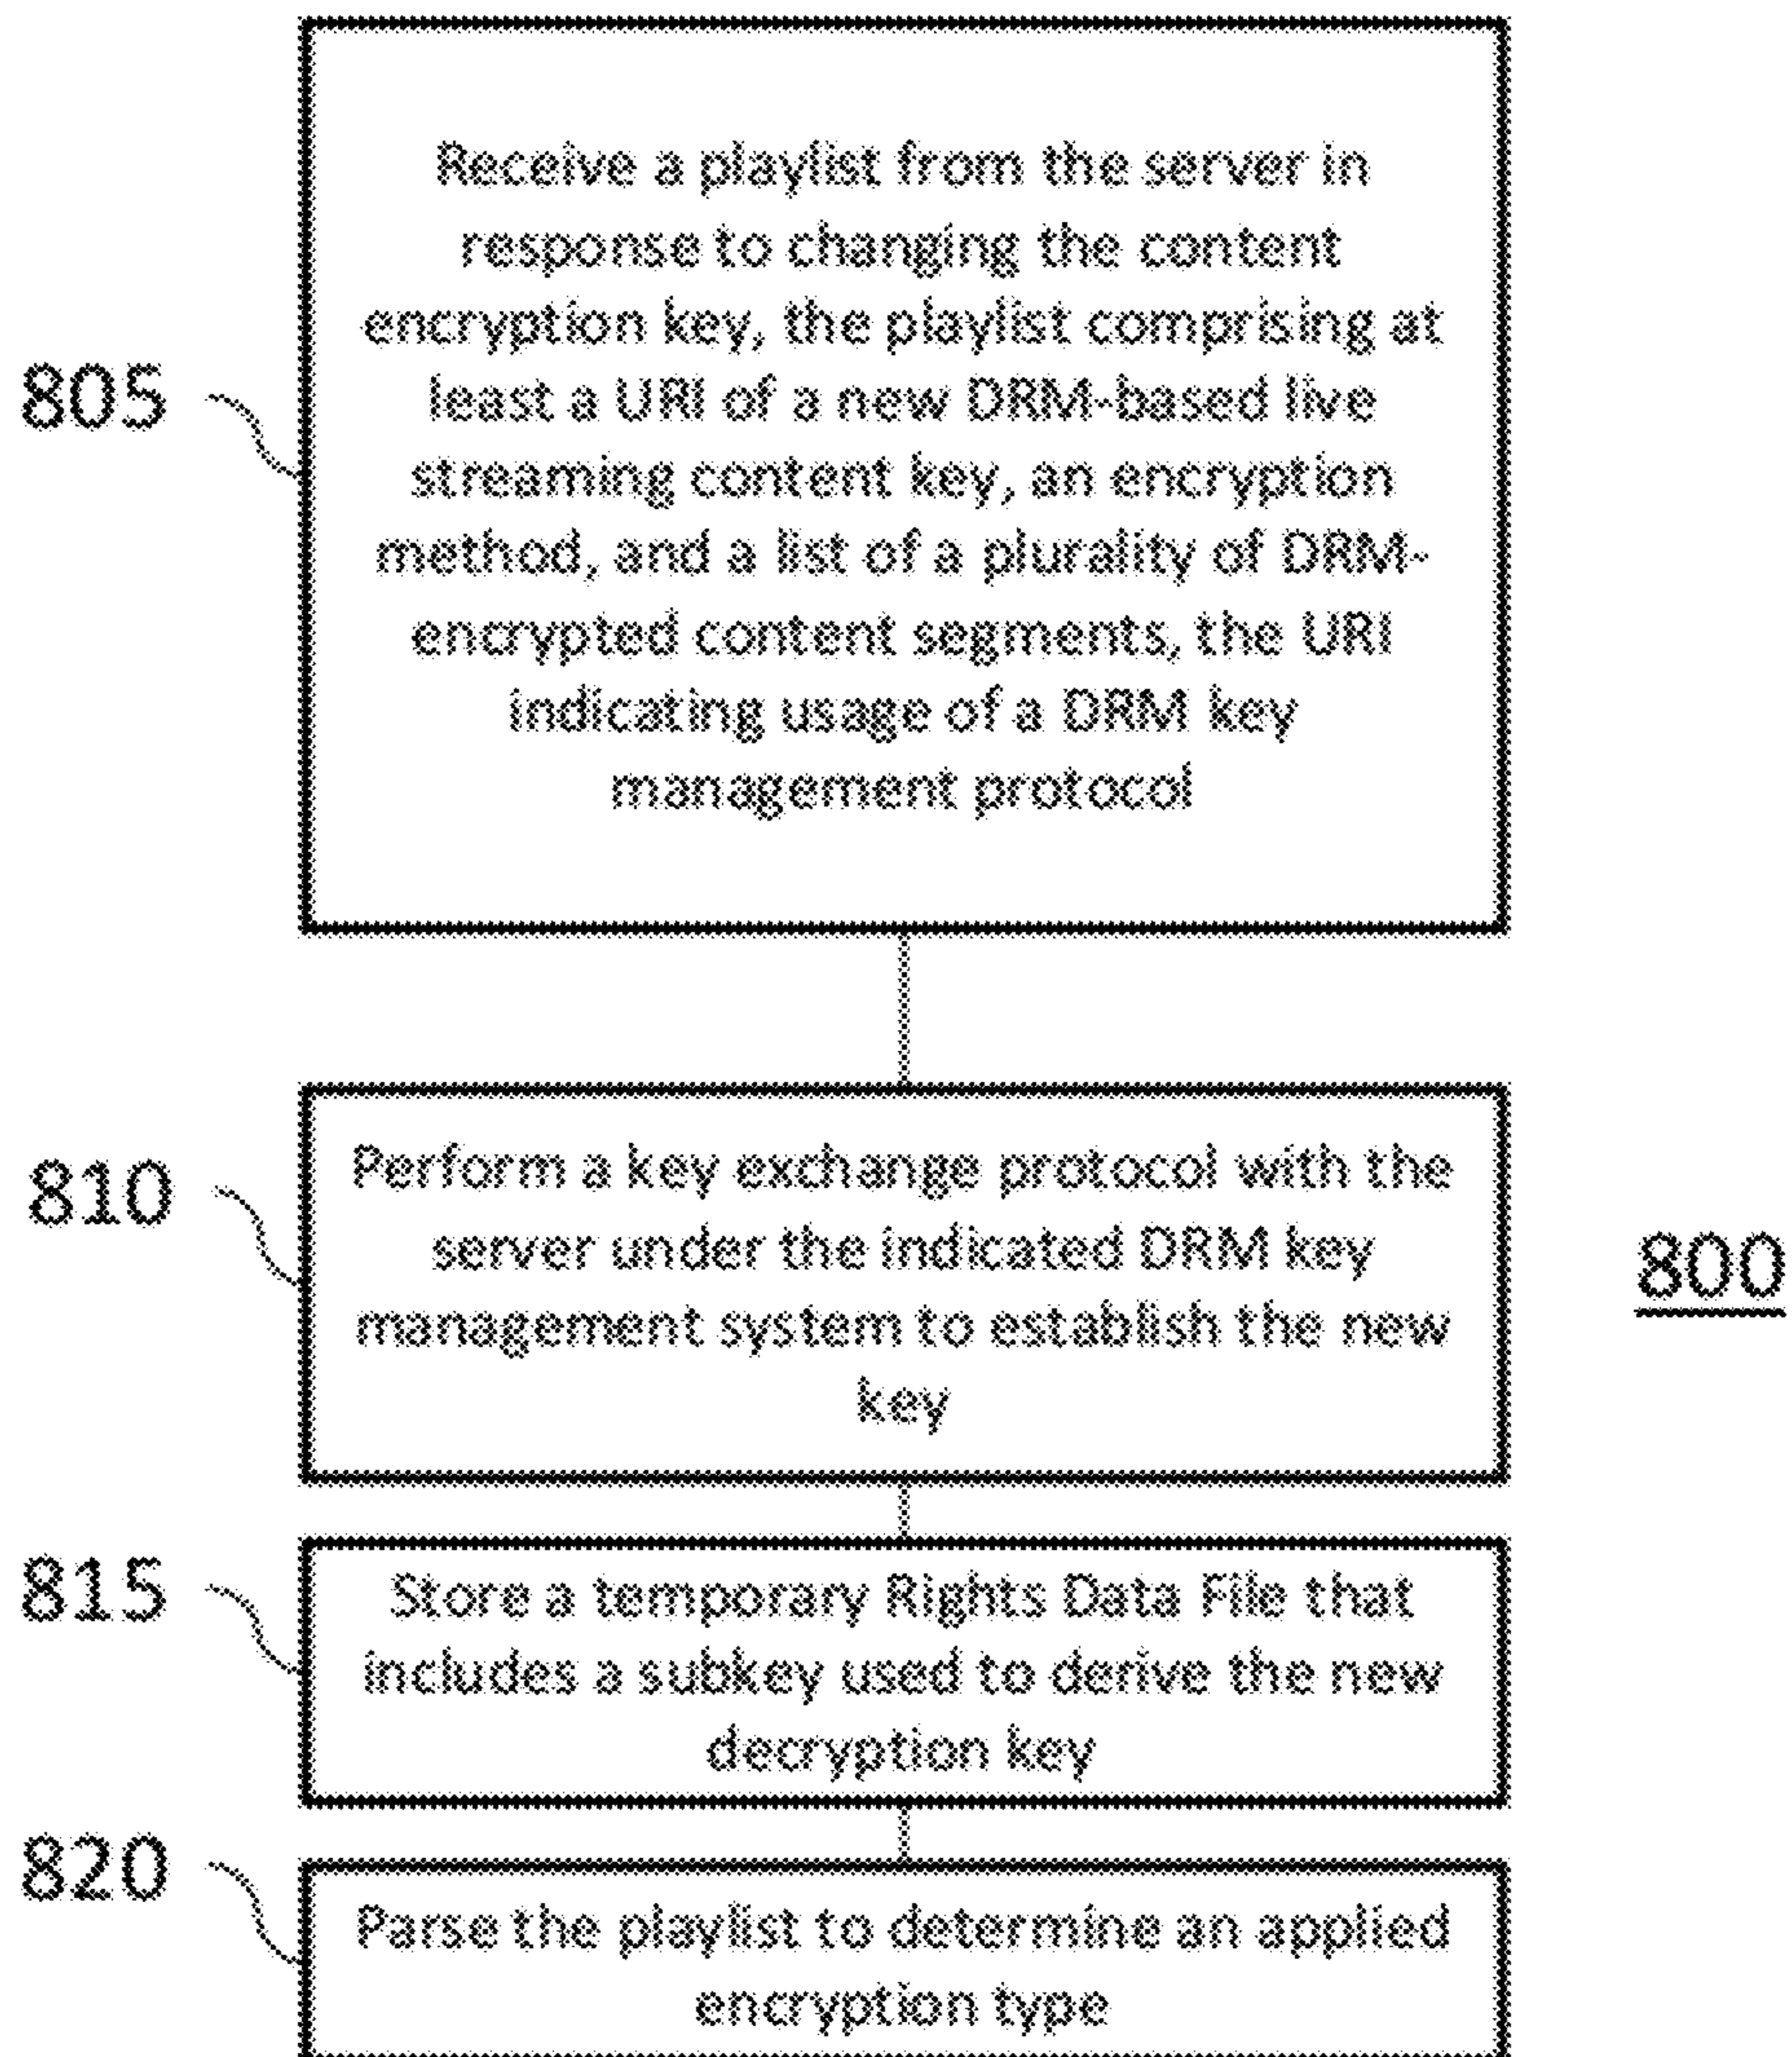 Receive a playlist from the server in
response to changing the content
encryption key, the playlist comprising at
least a URI of a new DRM-based live
streaming content key, an encryption
method, and a list of a plurality of DRM-
encrypted content segments, the URI
indicating usage of a DRM key
management protocol
805
Perform a key exchange protocol with the
server under the indicated DRM key
management system to establish the new
key
810
800
Store a temporary Rights Data File that
includes a subkey used to derive the new
decryption key
815
Parse the playlist to determine an applied
encryption type
820